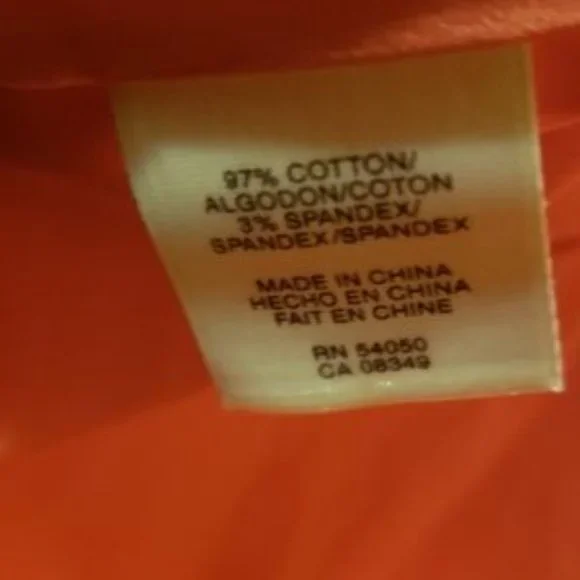 97% COTTON/
ALGODON/COTON
3% SPANDEX/
SPANDEX/SPANDEX
MADE IN CHINA
HECHO EN CHINA
FAIT EN CHINE
RN 54050
CA 08349